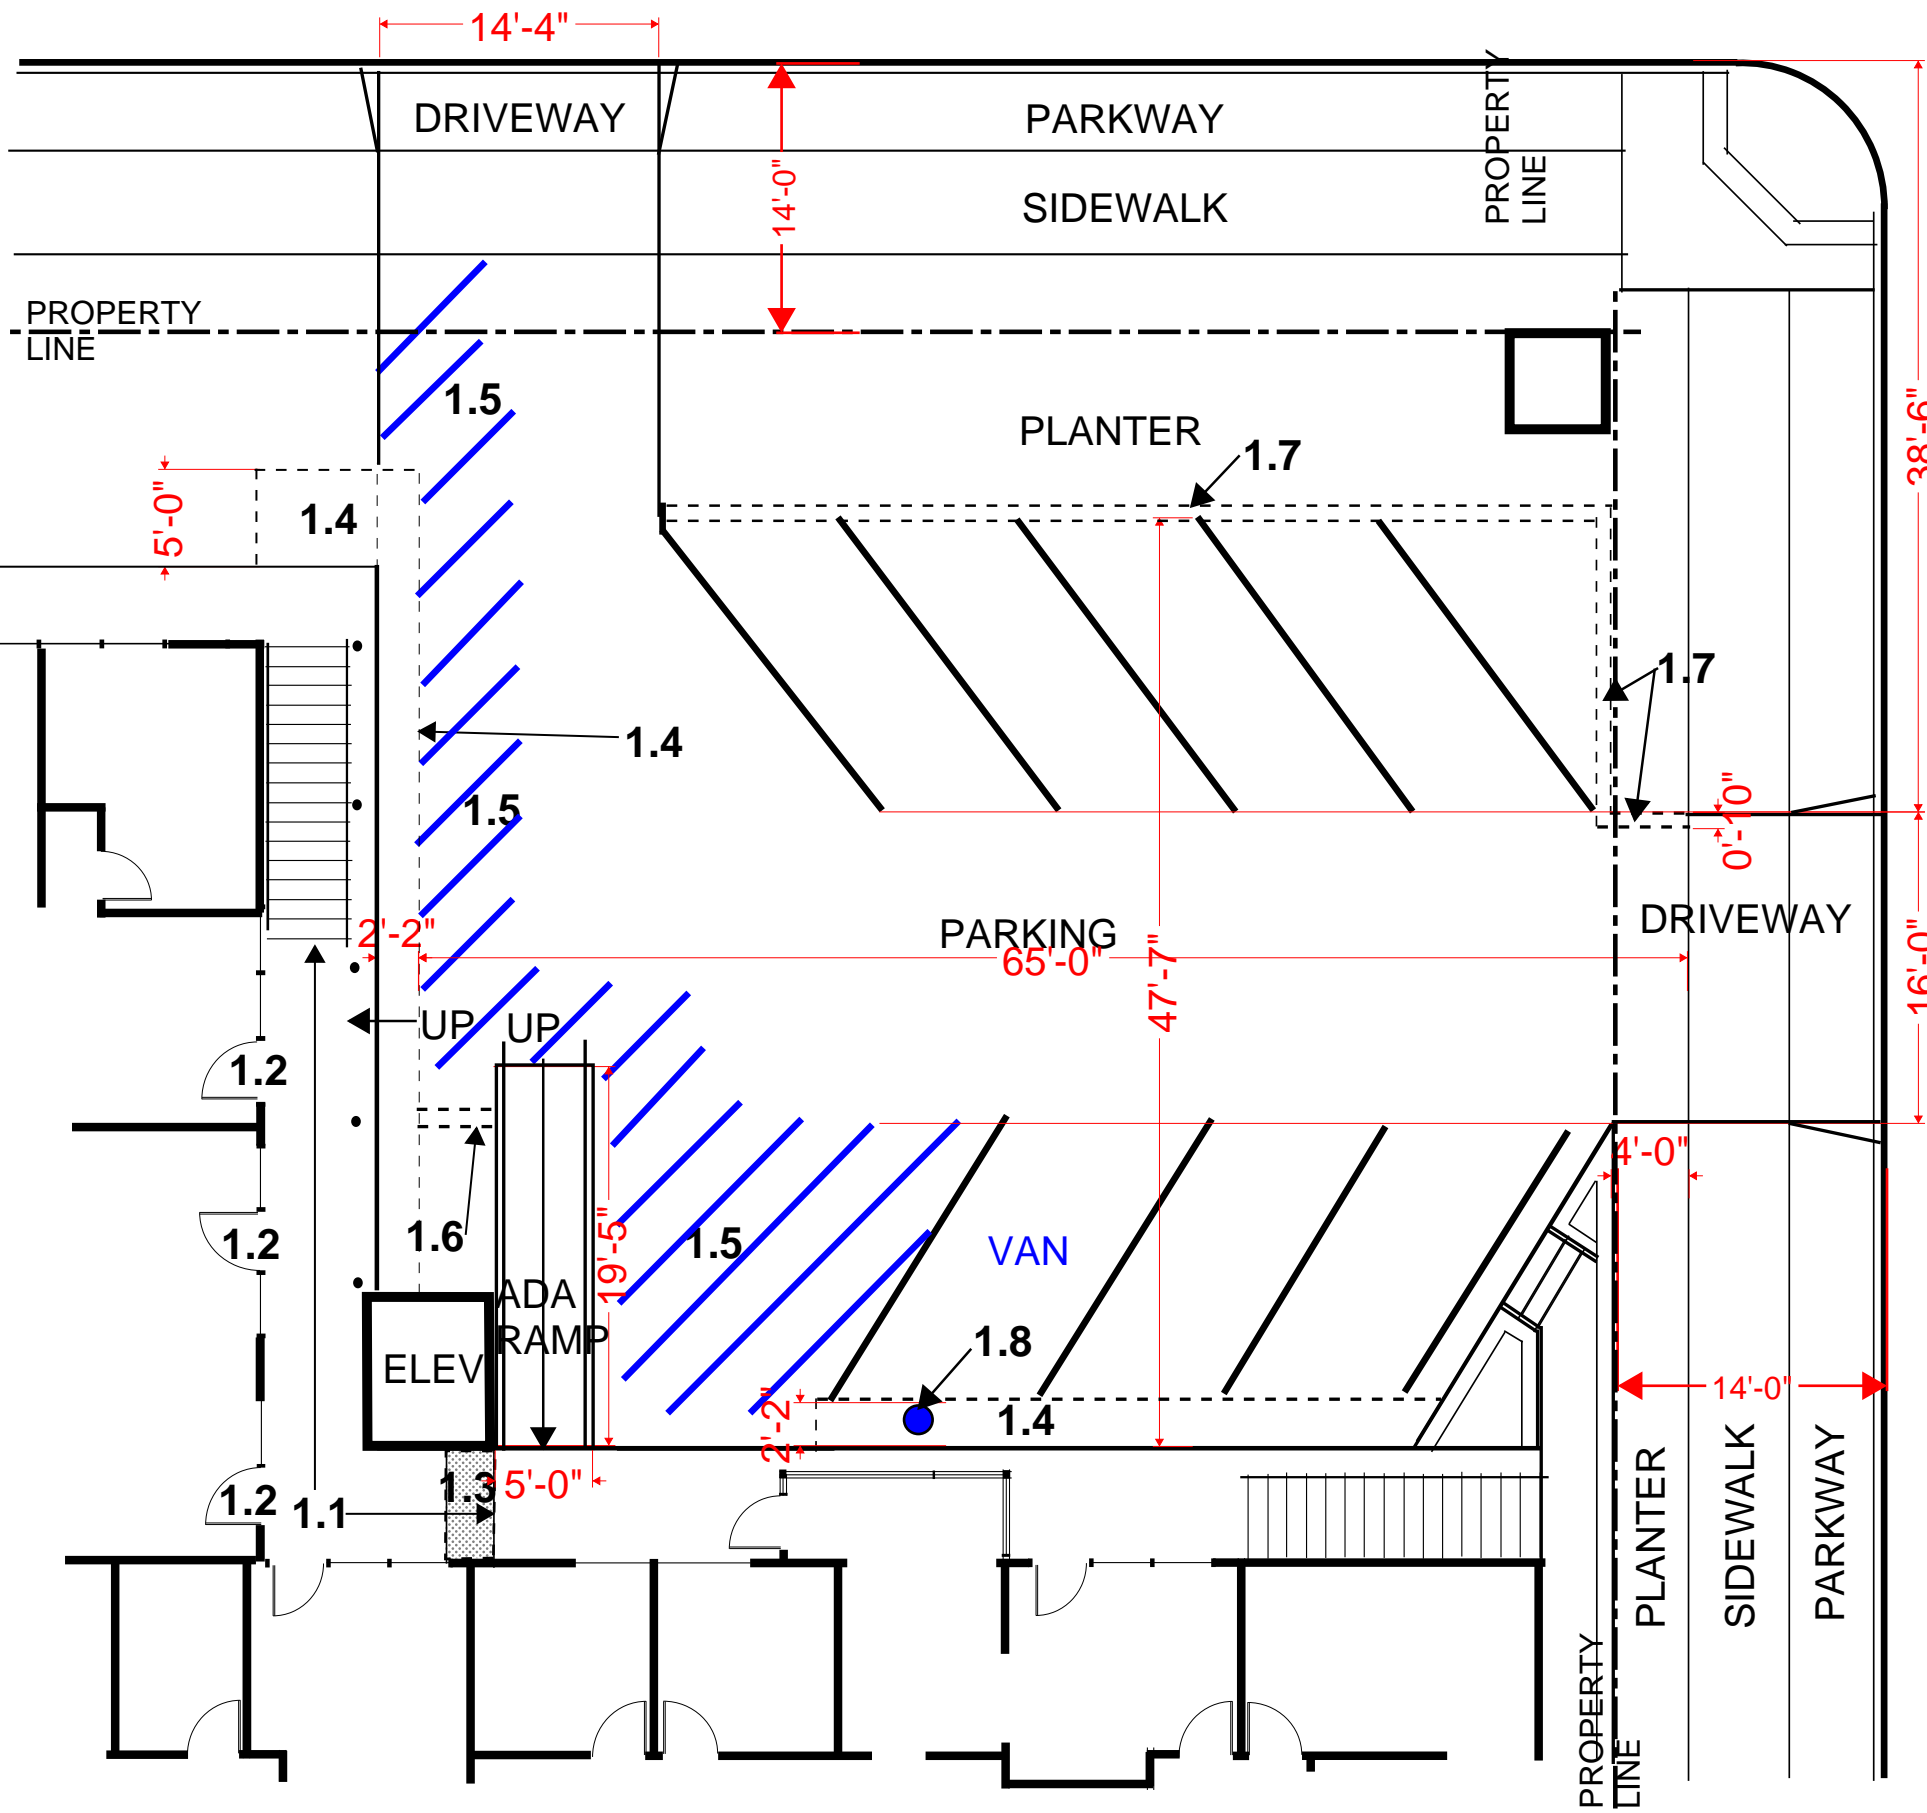 14'-4"
DRIVEWAY
PARKWAY
PROPERTY
LINE
14'-0"
SIDEWALK
PROPERTY
LINE
1.5
38'-6"
PLANTER
1.7
5'-0"
1.4
1.7
1.4
1.5
0'-10"
2'-2"
PARKING
DRIVEWAY
65'-0"
47'-7"
16'-0"
UP
UP
1.2
4'-0"
1.6
1.2
1.5
19'-5"
VAN
ADA
RAMP
ELEV
1.8
14'-0"
2'-2"
1.4
1.3
5'-0"
1.2
1.1
PLANTER
SIDEWALK
PARKWAY
PROPERTY
LINE